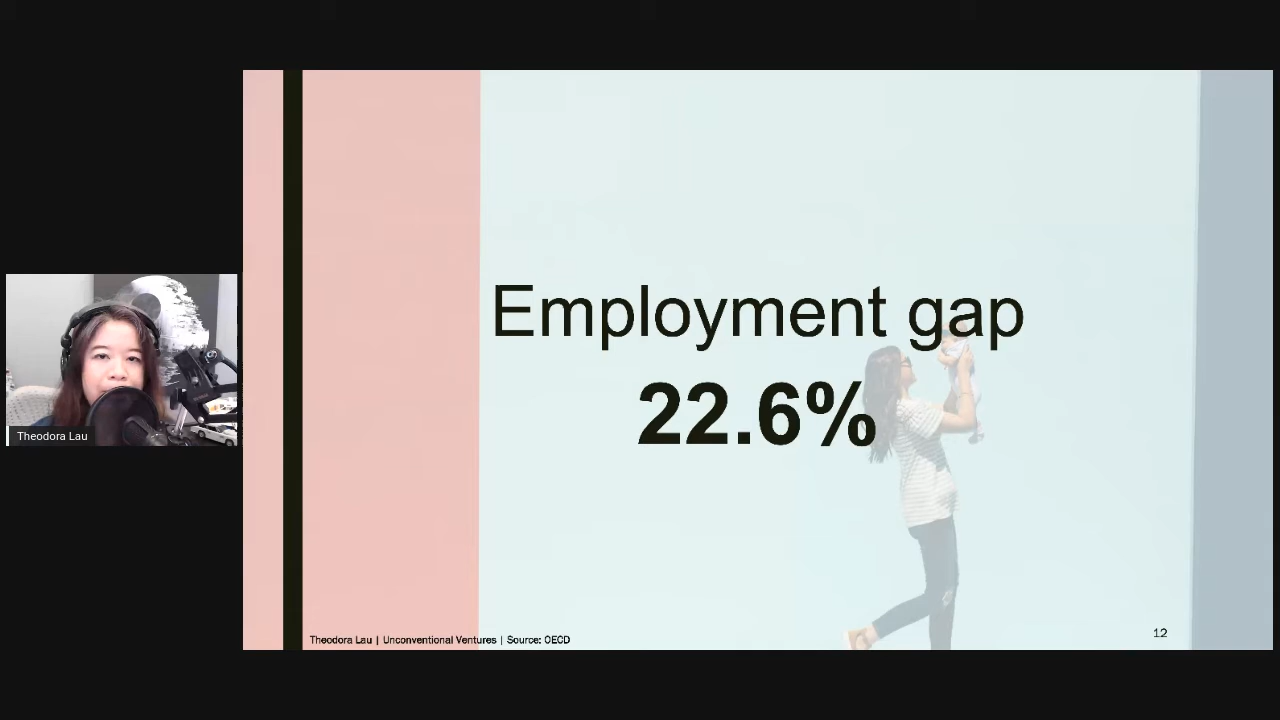 Employment gap
22.6%
Theodora Lau
Theodora Lau | Unconventional Ventures | Source: OECD
12